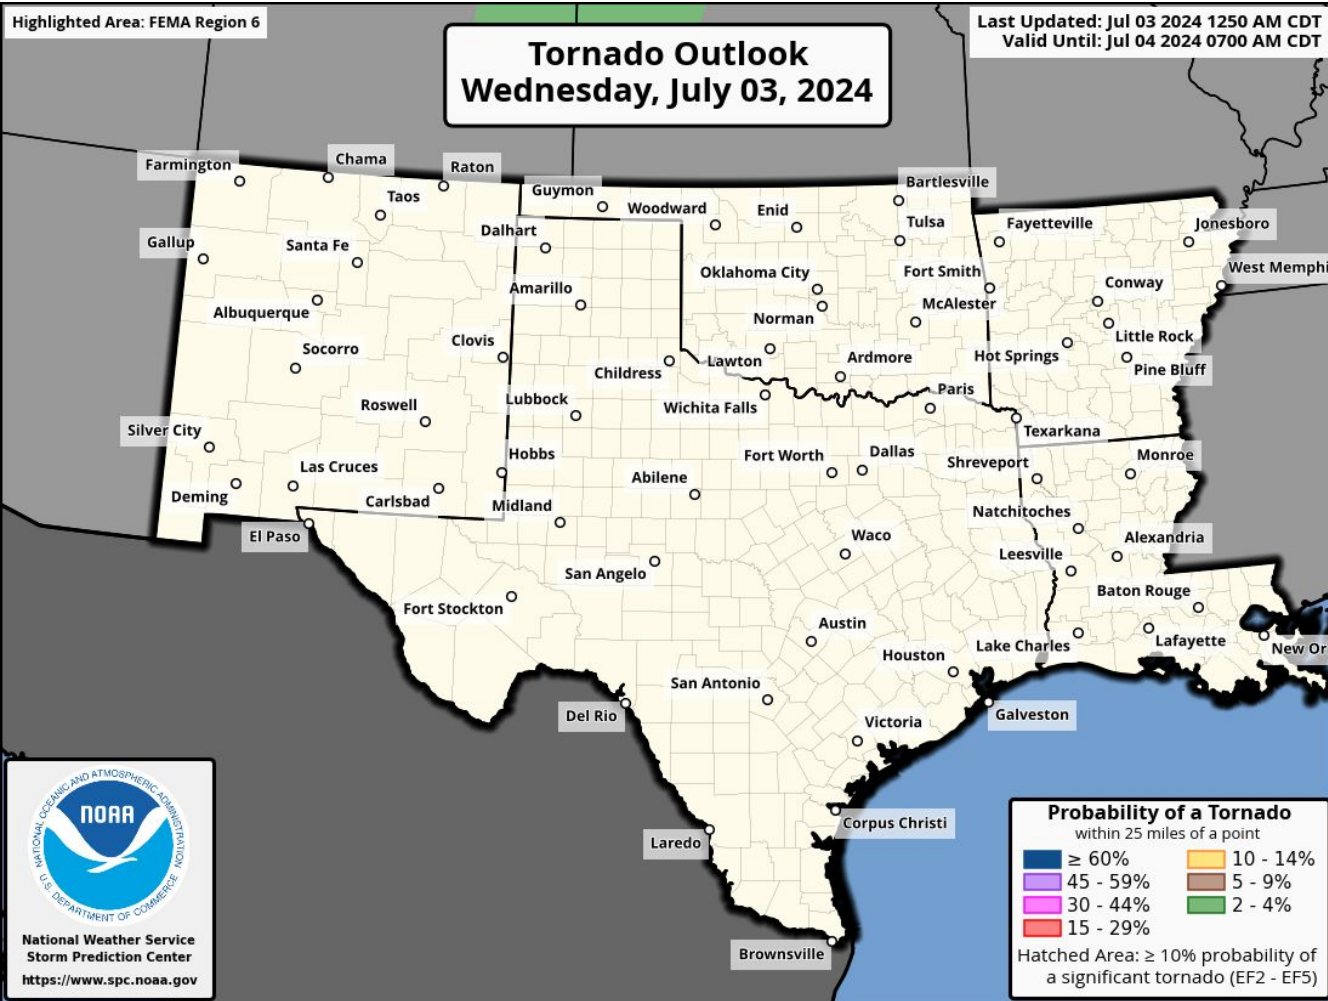 Highlighted Area: FEMA Region 6
Last Updated: Jul 03 2024 1250 AM CDT
Valid Until: Jul 04 2024 0700 AM CDT
Tornado Outlook
Wednesday, July 03, 2024
Farmington
Chama
Raton
Taos
Guymon
Woodward
Enid
Bartlesville
Tulsa
Fayetteville
Jonesboro
Gallup
Santa Fe
Dalhart
Oklahoma City
Fort Smith
West Memphi
Albuquerque
Amarillo
Norman
McAlester
Conway
Little Rock
Socorro
Clovis
Childress
Lawton
Ardmore
Hot Springs
Pine Bluff
Roswell
Lubbock
Wichita Falls
Paris
Texarkana
Silver City
Las Cruces
Hobbs
Abilene
Fort Worth
Dallas
Shreveport
Monroe
Deming
Carlsbad
Midland
Natchitoches
El Paso
San Angelo
Waco
Leesville
Alexandria
Fort Stockton
Austin
Baton Rouge
Houston
Lake Charles
Lafayette
New Or
San Antonio
Del Rio
Victoria
Galveston
Laredo
Corpus Christi
Brownsville
NATIONAL OCEANIC AND ATMOSPHERIC ADMINISTRATION
NOAA
U.S. DEPARTMENT OF COMMERCE
National Weather Service
Storm Prediction Center
https://www.spc.noaa.gov
Probability of a Tornado
within 25 miles of a point
≥ 60%
45 - 59%
30 - 44%
15 - 29%
10 - 14%
5 - 9%
2 - 4%
Hatched Area: ≥ 10% probability of
a significant tornado (EF2 - EF5)